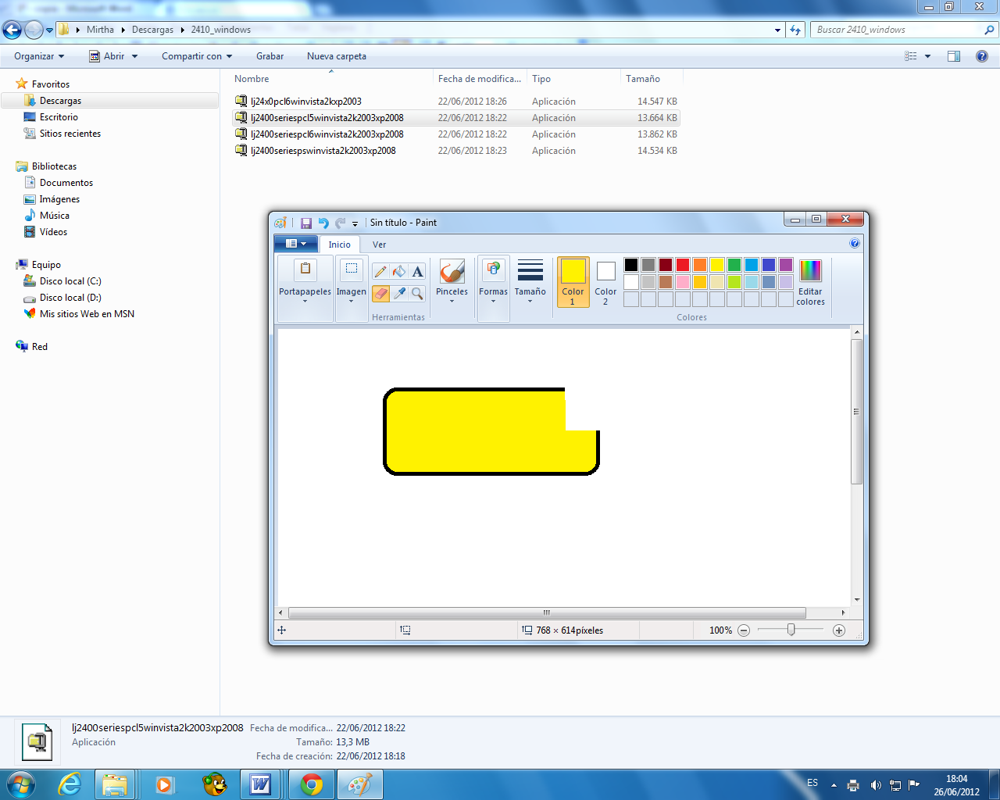 Mirtha Descargas 2410_windows
Buscar 2410_windows
Organizar Abrir Compartir con Grabar Nueva carpeta
Favoritos
Descargas
Escritorio
Sitios recientes
Bibliotecas
Documentos
Imágenes
Música
Vídeos
Equipo
Disco local (C:)
Disco local (D:)
Mis sitios Web en MSN
Red
Nombre Fecha de modifica... Tipo Tamaño
lj24x0pcl6winvista2kxp2003 22/06/2012 18:26 Aplicación 14.547 KB
lj2400seriespcl5winvista2k2003xp2008 22/06/2012 18:22 Aplicación 13.664 KB
lj2400seriespcl6winvista2k2003xp2008 22/06/2012 18:22 Aplicación 13.862 KB
lj2400seriespswinvista2k2003xp2008 22/06/2012 18:23 Aplicación 14.534 KB
Sin título - Paint
Inicio Ver
Portapapeles Imagen
Herramientas
Pinceles Formas Tamaño
Color 1
Color 2
Editar colores
Colores
768 × 614píxeles
100%
lj2400seriespcl5winvista2k2003xp2008
Aplicación
Fecha de modifica... 22/06/2012 18:22
Tamaño: 13,3 MB
Fecha de creación: 22/06/2012 18:18
ES
18:04
26/06/2012